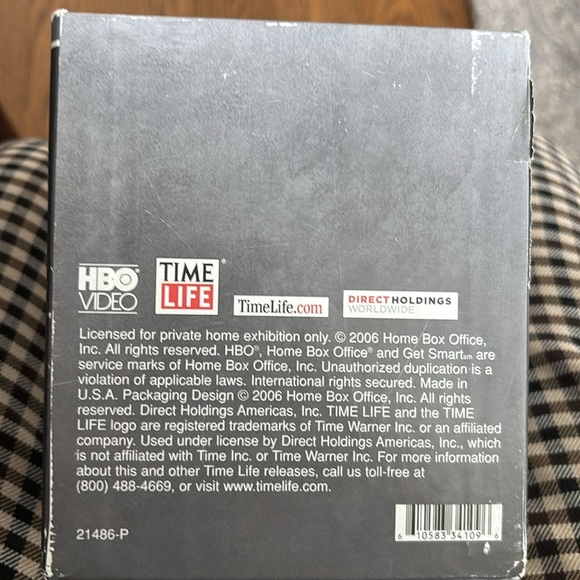 HBO®
VIDEO
TIME
LIFE
®
TimeLife.com
DIRECT HOLDINGS
WORLDWIDE
Licensed for private home exhibition only. © 2006 Home Box Office,
Inc. All rights reserved. HBO®, Home Box Office® and Get Smart℠ are
service marks of Home Box Office, Inc. Unauthorized duplication is a
violation of applicable laws. International rights secured. Made in
U.S.A. Packaging Design © 2006 Home Box Office, Inc. All rights
reserved. Direct Holdings Americas, Inc. TIME LIFE and the TIME
LIFE logo are registered trademarks of Time Warner Inc. or an affiliated
company. Used under license by Direct Holdings Americas, Inc., which
is not affiliated with Time Inc. or Time Warner Inc. For more information
about this and other Time Life releases, call us toll-free at
(800) 488-4669, or visit www.timelife.com.
21486-P
6 10583 34109 6